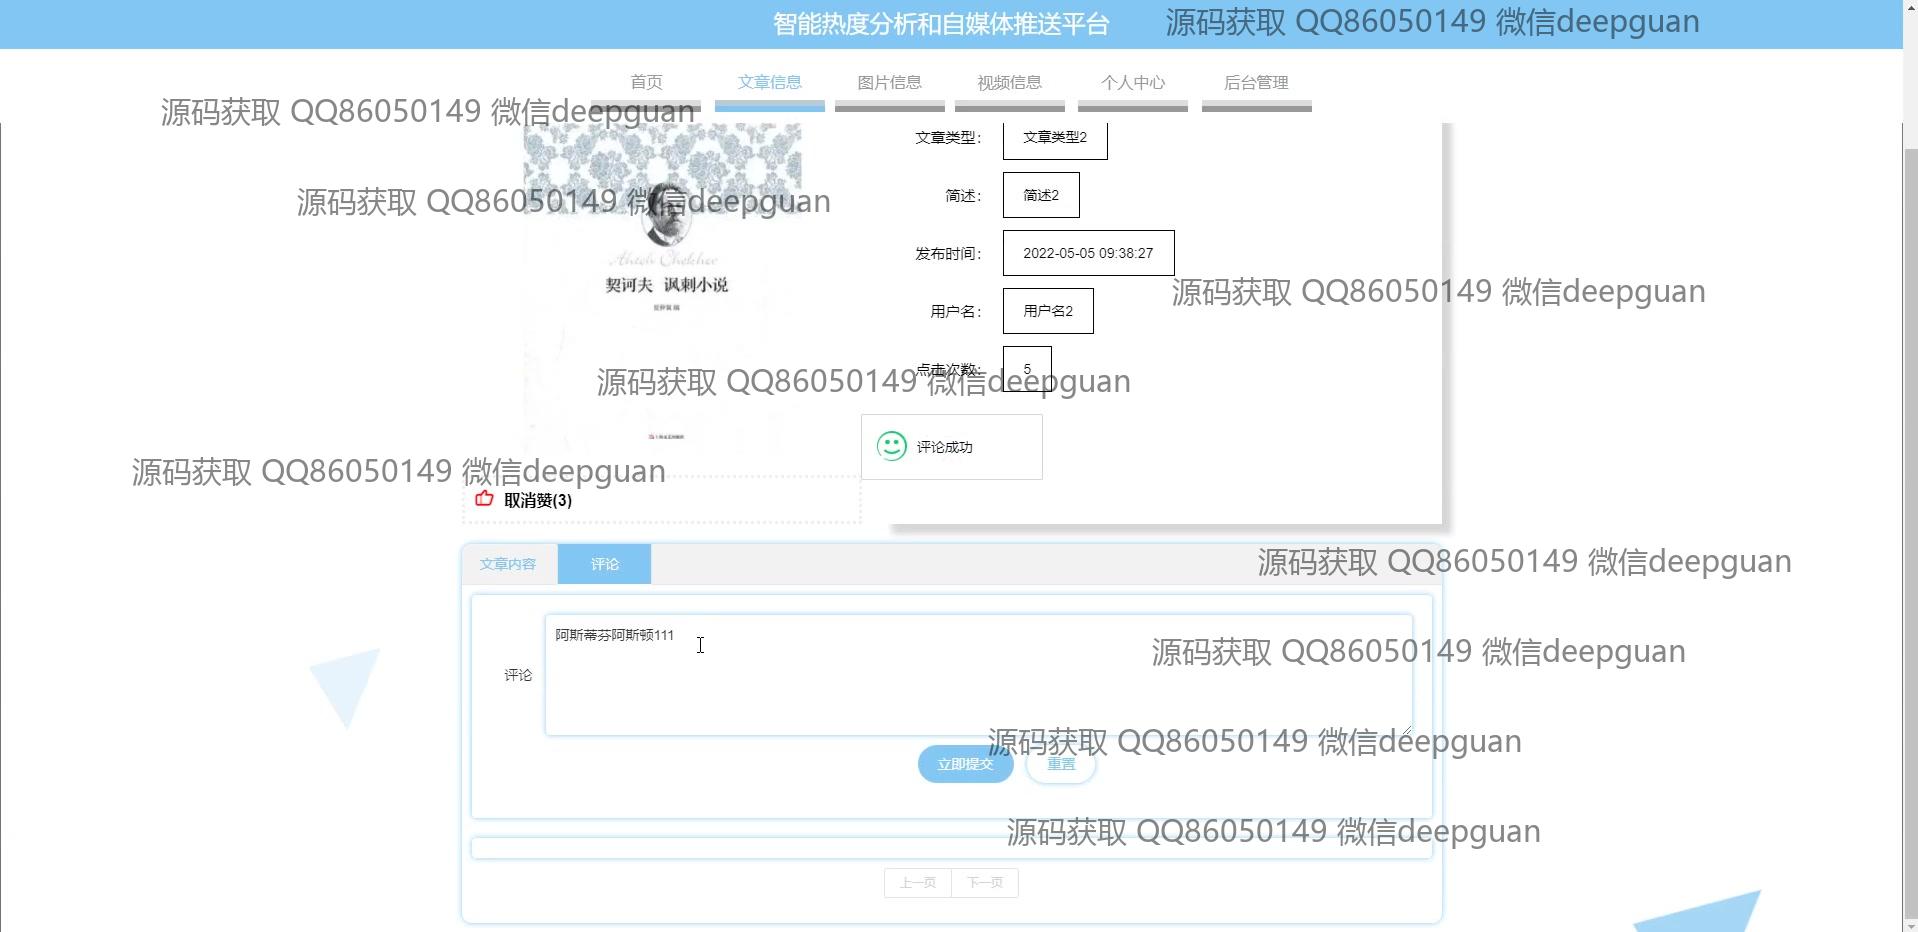 智能热度分析和自媒体推送平台
源码获取 QQ86050149 微信deepguan
首页
文章信息
图片信息
视频信息
个人中心
后台管理
源码获取 QQ86050149 微信deepguan
文章类型：
文章类型2
源码获取 QQ86050149 微信deepguan
简述：
简述2
发布时间：
2022-05-05 09:38:27
契诃夫 讽刺小说
源码获取 QQ86050149 微信deepguan
用户名：
用户名2
点击次数：
5
源码获取 QQ86050149 微信deepguan
评论成功
源码获取 QQ86050149 微信deepguan
取消赞(3)
文章内容
评论
源码获取 QQ86050149 微信deepguan
评论
阿斯蒂芬阿斯顿111
源码获取 QQ86050149 微信deepguan
源码获取 QQ86050149 微信deepguan
立即提交
重置
源码获取 QQ86050149 微信deepguan
上一页
下一页